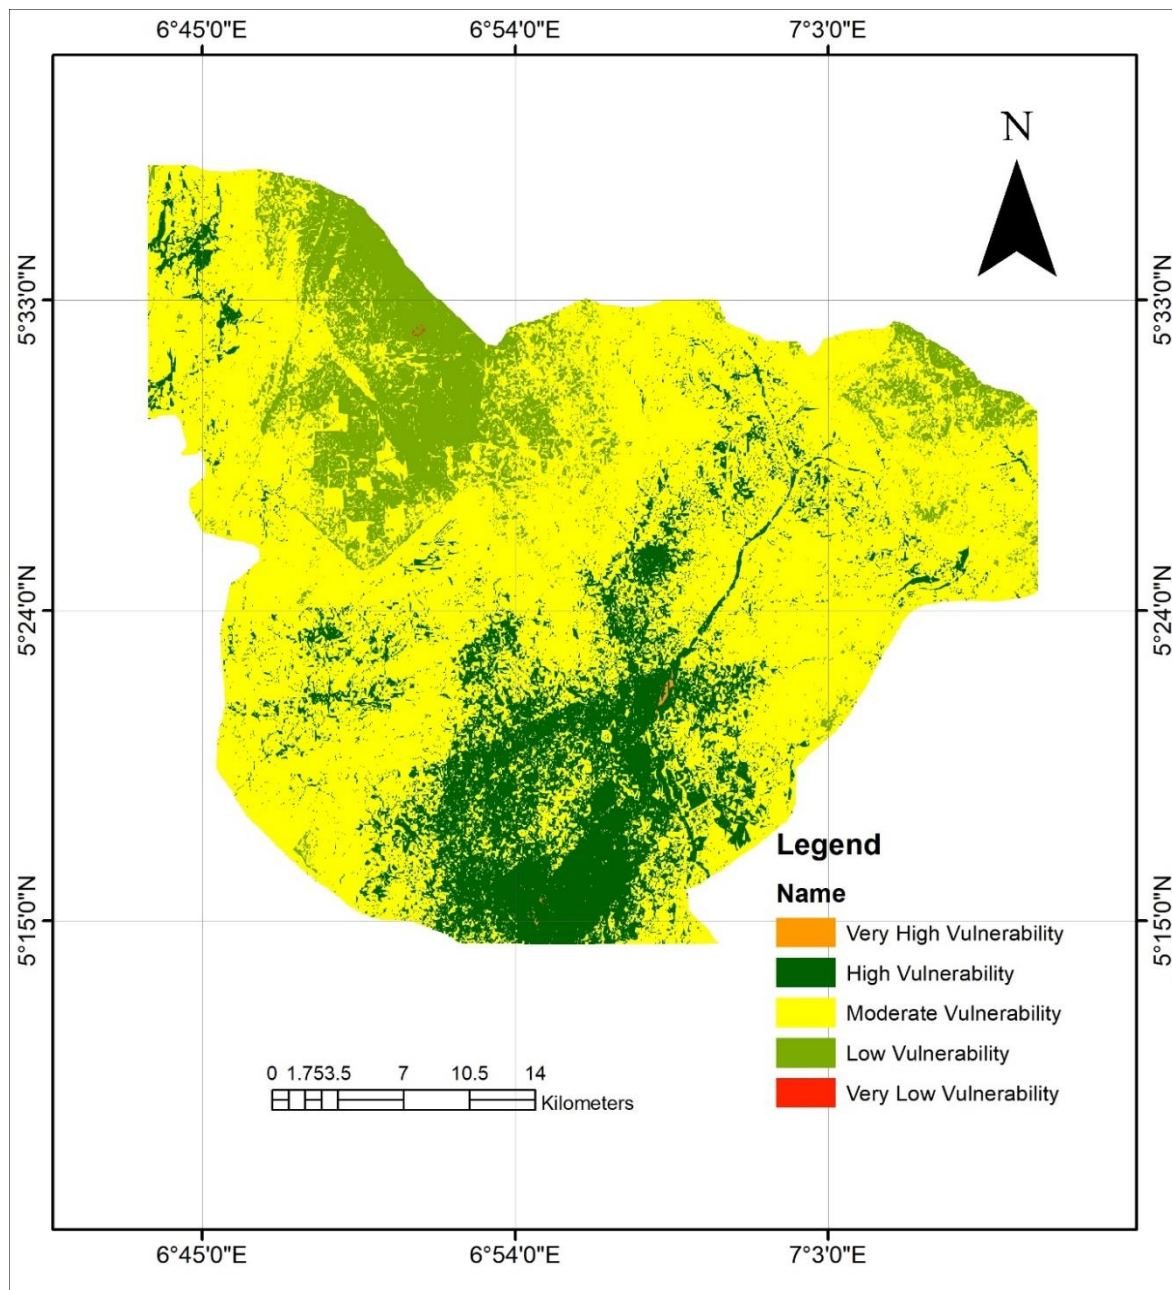 6°45'0"E 6°54'0"E 7°3'0"E
N
5°33'0"N 5°33'0"N
5°24'0"N 5°24'0"N
5°15'0"N 5°15'0"N
Legend
Name
Very High Vulnerability
High Vulnerability
Moderate Vulnerability
Low Vulnerability
Very Low Vulnerability
0 1.753.5 7 10.5 14
Kilometers
6°45'0"E 6°54'0"E 7°3'0"E